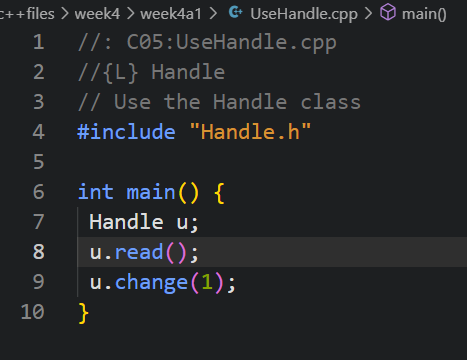 c++files > week4 > week4a1 > UseHandle.cpp > main()
1 //: C05:UseHandle.cpp
2 //{L} Handle
3 // Use the Handle class
4 #include "Handle.h"
5
6 int main() {
7 Handle u;
8 u.read();
9 u.change(1);
10 }